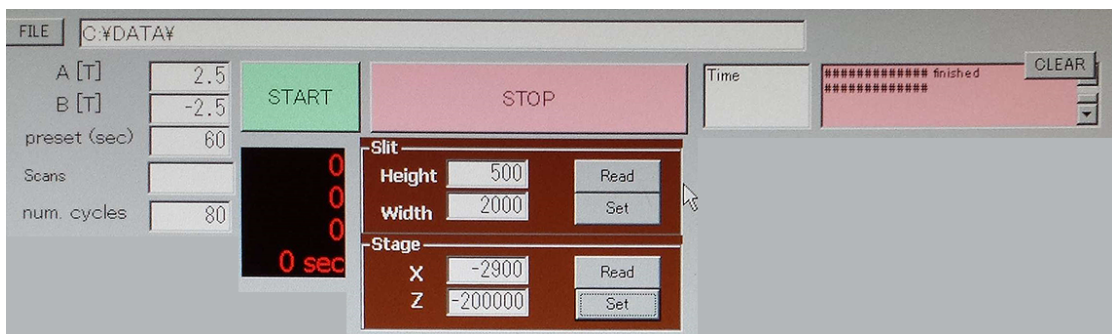 FILE C:¥DATA¥
A [T] 2.5
B [T] -2.5
preset (sec) 60
Scans
num. cycles 80
START
STOP
Time
############# finished
#############
CLEAR
0
0
0
0 sec
Slit
Height 500 Read
Width 2000 Set
Stage
X -2900 Read
Z -200000 Set